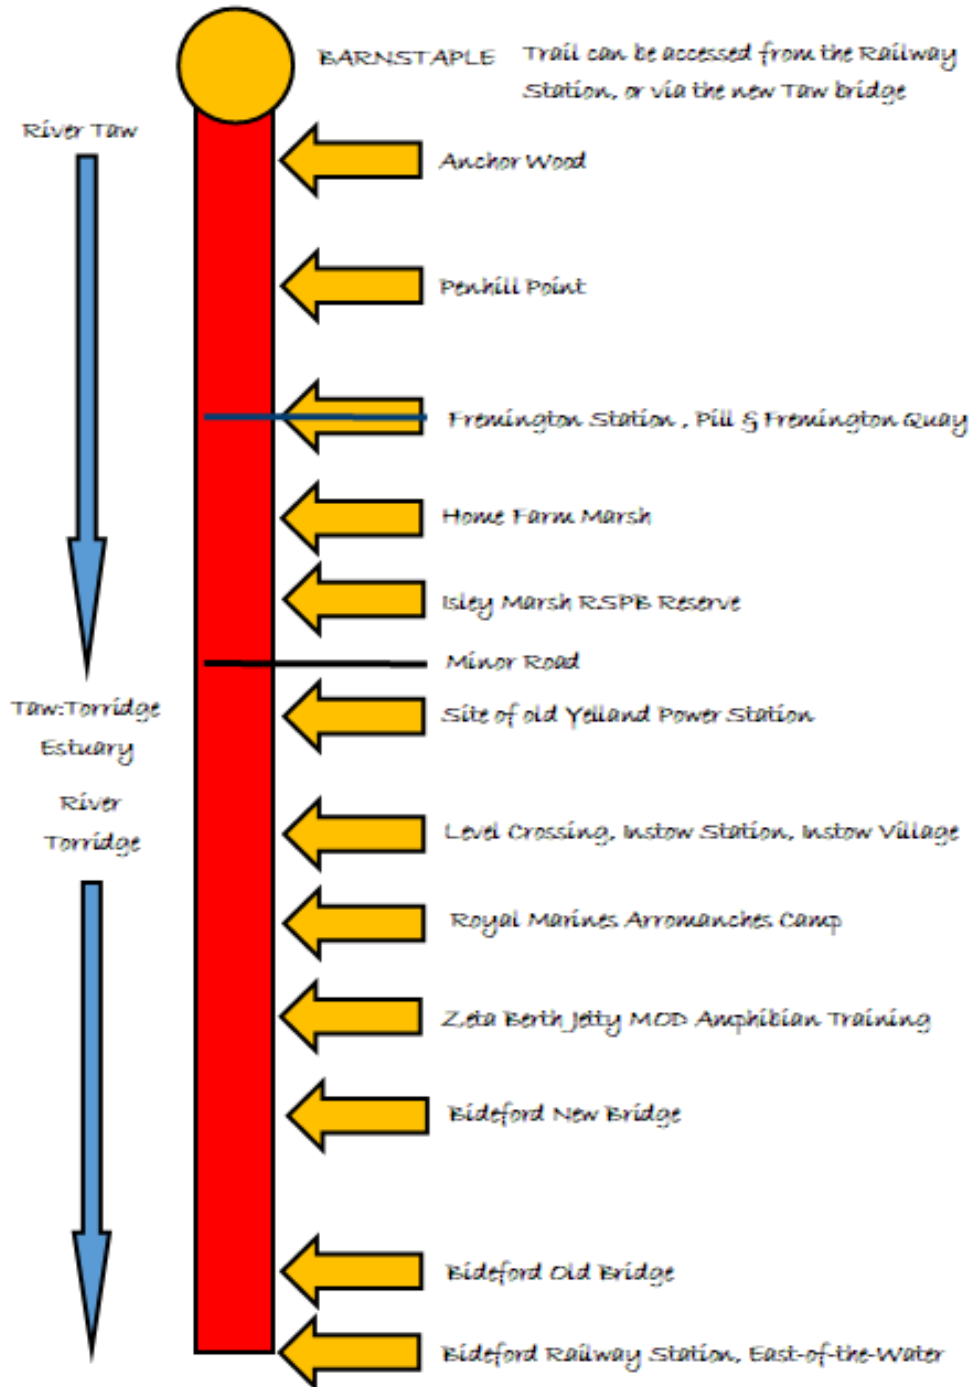 BARNSTAPLE
Trail can be accessed from the Railway
Station, or via the new Taw bridge
River Taw
Anchor Wood
Penhill Point
Fremington Station , Pill & Fremington Quay
Home Farm Marsh
Isley Marsh RSPB Reserve
Minor Road
Taw:Torridge
Estuary
Site of old Yelland Power Station
River
Torridge
Level Crossing, Instow Station, Instow Village
Royal Marines Arromanches Camp
Zeta Berth Jetty MOD Amphibian Training
Bideford New Bridge
Bideford Old Bridge
Bideford Railway Station, East-of-the-Water